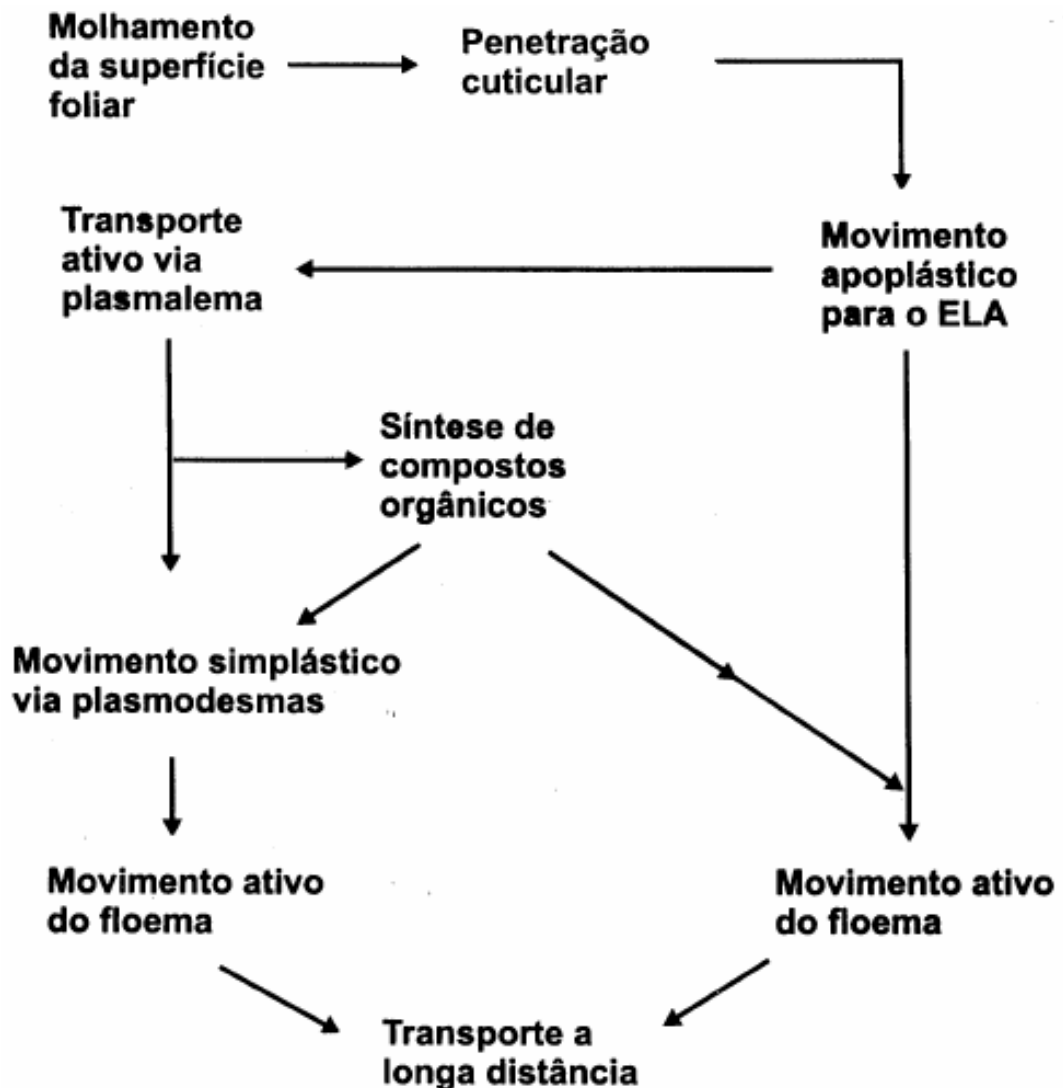 Molhamento
da superfície
foliar
Penetração
cuticular
Transporte
ativo via
plasmalema
Movimento
apoplástico
para o ELA
Síntese de
compostos
orgânicos
Movimento simplástico
via plasmodesmas
Movimento ativo
do floema
Movimento ativo
do floema
Transporte a
longa distância